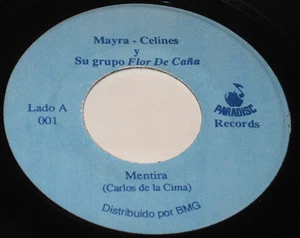 Mayra - Celines
y
Su grupo Flor De Caña
Lado A
001
PARADISC
Records
Mentira
(Carlos de la Cima)
Distribuido por BMG